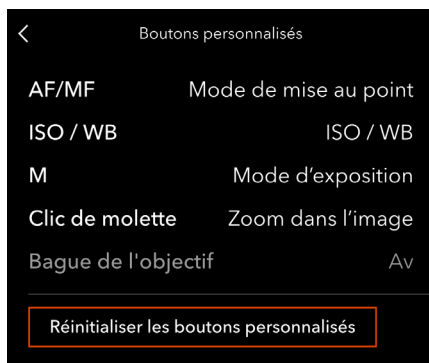 Boutons personnalisés
AF/MF Mode de mise au point
ISO / WB ISO / WB
M Mode d’exposition
Clic de molette Zoom dans l’image
Bague de l'objectif Av
Réinitialiser les boutons personnalisés